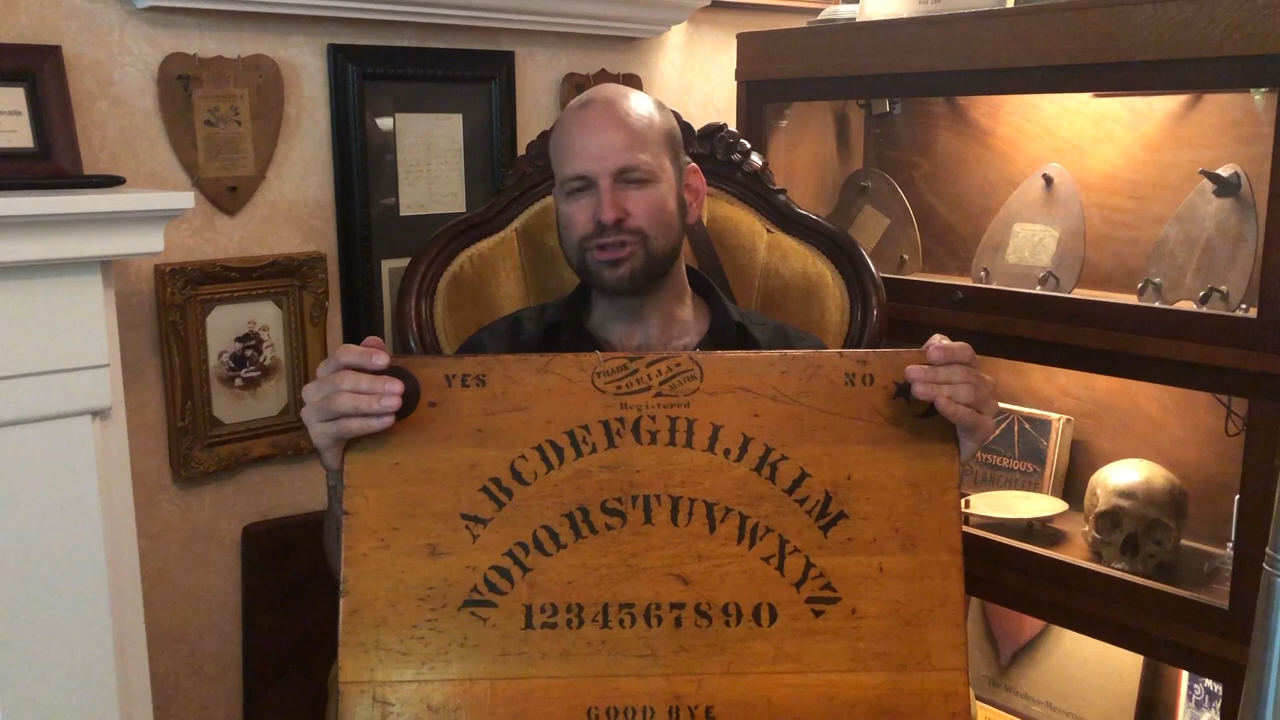 YES
TRADE
OUIJA
MARK
NO
Registered
ABCDEFGHIJKLM
NOPQRSTUVWXYZ
1234567890
GOOD BYE
MYSTERIOUS
PLANCHETTE